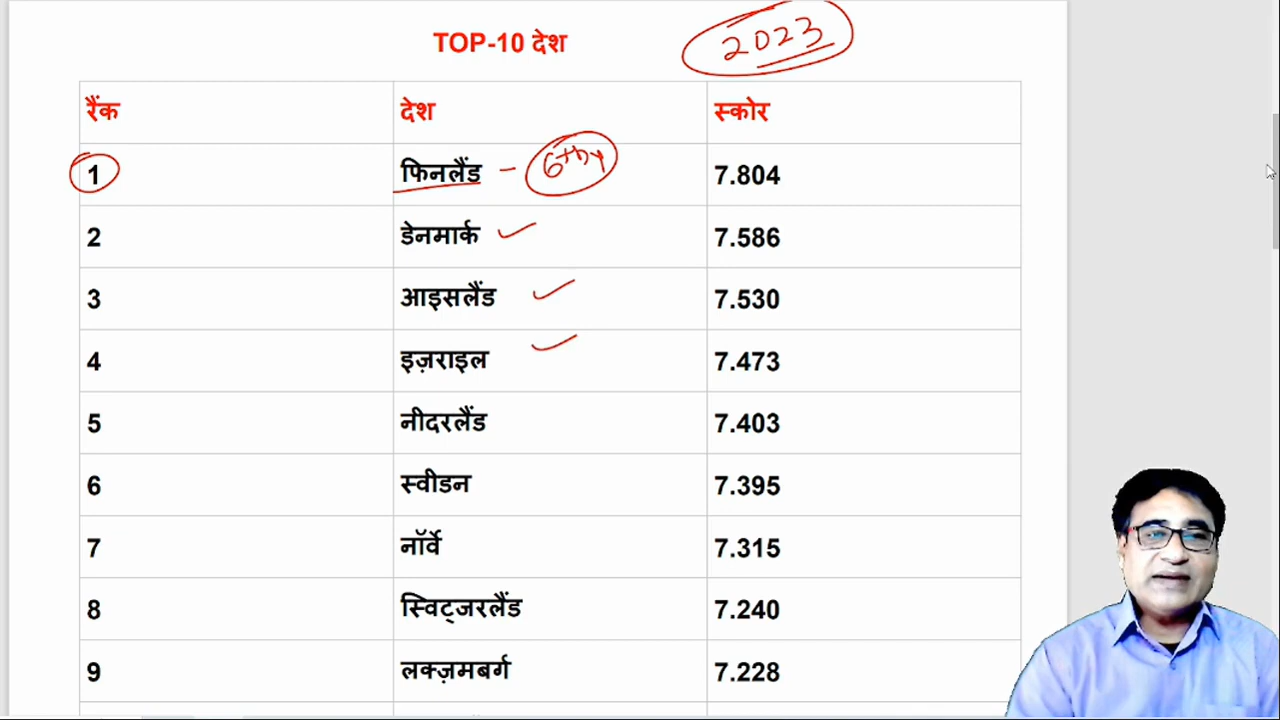 TOP-10 देश 2023
रैंक देश स्कोर
1 फिनलैंड - 6thy 7.804
2 डेनमार्क 7.586
3 आइसलैंड 7.530
4 इज़राइल 7.473
5 नीदरलैंड 7.403
6 स्वीडन 7.395
7 नॉर्वे 7.315
8 स्विट्जरलैंड 7.240
9 लक्ज़मबर्ग 7.228